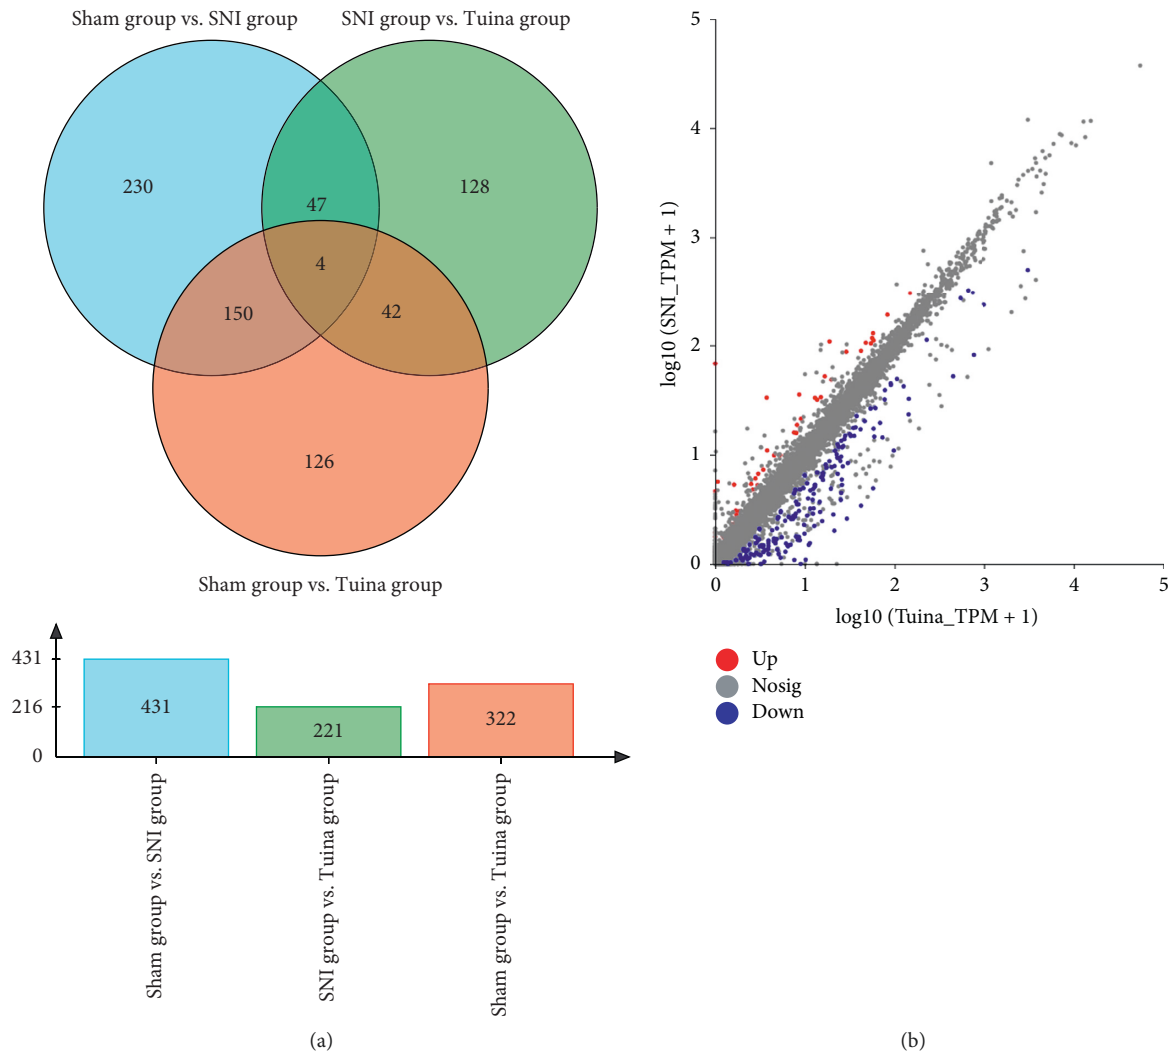 Sham group vs. SNI group
SNI group vs. Tuina group
230
47
128
4
150
42
126
Sham group vs. Tuina group
431
216
0
431
221
322
Sham group vs. SNI group
SNI group vs. Tuina group
Sham group vs. Tuina group
(a)
5
4
3
2
1
0
log10 (SNI_TPM + 1)
0
1
2
3
4
5
log10 (Tuina_TPM + 1)
Up
Nosig
Down
(b)